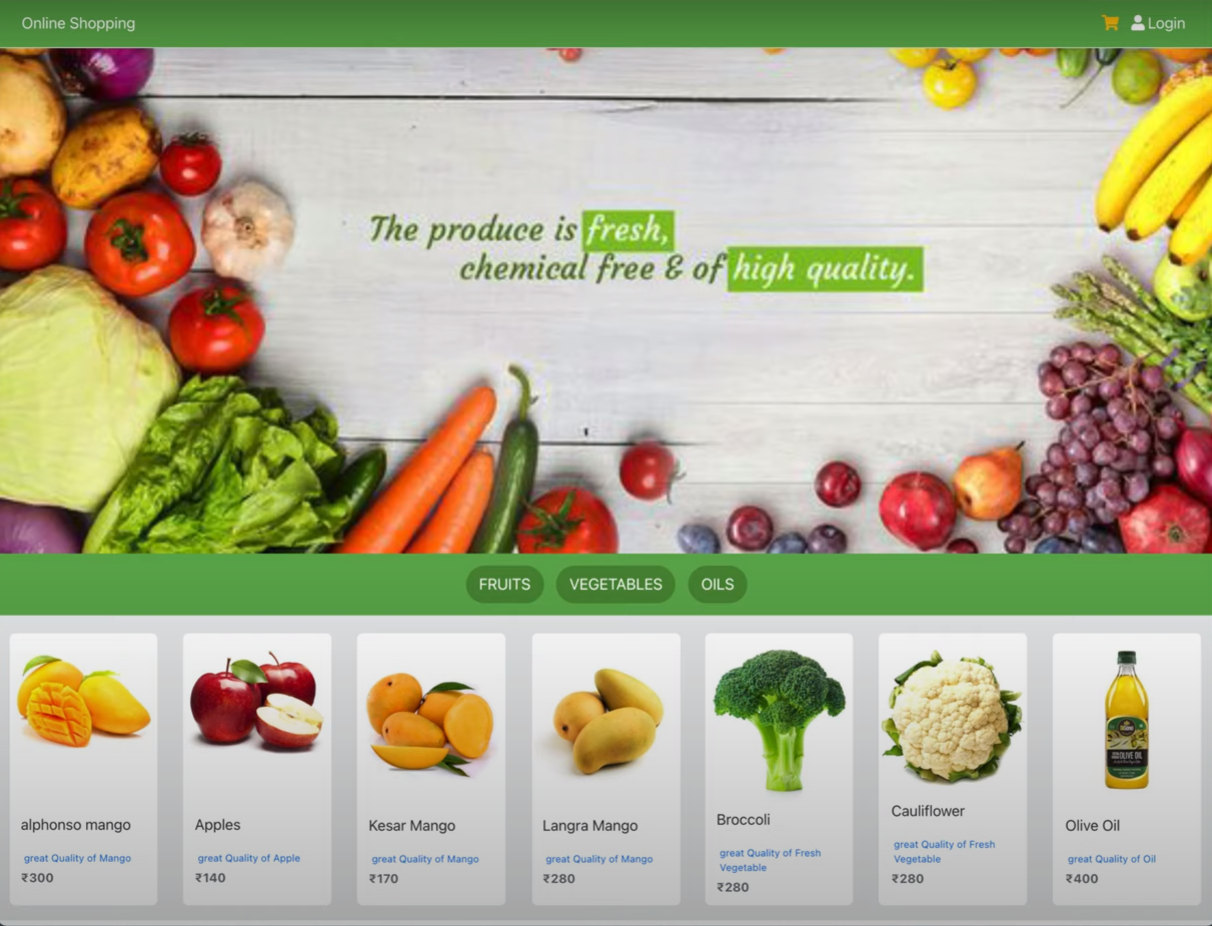 Online Shopping
Login
The produce is fresh,
chemical free & of high quality.
FRUITS
VEGETABLES
OILS
alphonso mango
great Quality of Mango
₹300
Apples
great Quality of Apple
₹140
Kesar Mango
great Quality of Mango
₹170
Langra Mango
great Quality of Mango
₹280
Broccoli
great Quality of Fresh
Vegetable
₹280
Cauliflower
great Quality of Fresh
Vegetable
₹280
OLIVE OIL
Olive Oil
great Quality of Oil
₹400